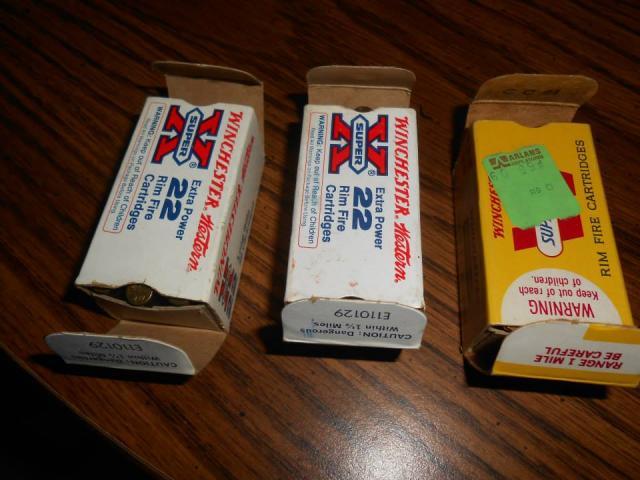 WINCHESTER Western
SUPER X
Extra Power
22
Rim Fire
Cartridges
WARNING: Keep out of Reach of Children
CAUTION: Dangerous
Within 1½ Miles
E110129
WINCHESTER Western
SUPER X
Extra Power
22
Rim Fire
Cartridges
WARNING: Keep out of Reach of Children
CAUTION: Dangerous
Within 1½ Miles
E110129
ARLANS
WINCHES
RIM FIRE CARTRIDGES
WARNING
Keep out of reach
of children.
RANGE 1 MILE
BE CAREFUL